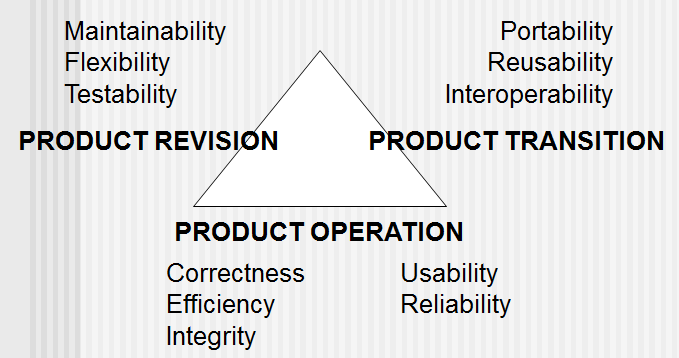 Maintainability
Flexibility
Testability
Portability
Reusability
Interoperability
PRODUCT REVISION
PRODUCT TRANSITION
PRODUCT OPERATION
Correctness
Efficiency
Integrity
Usability
Reliability